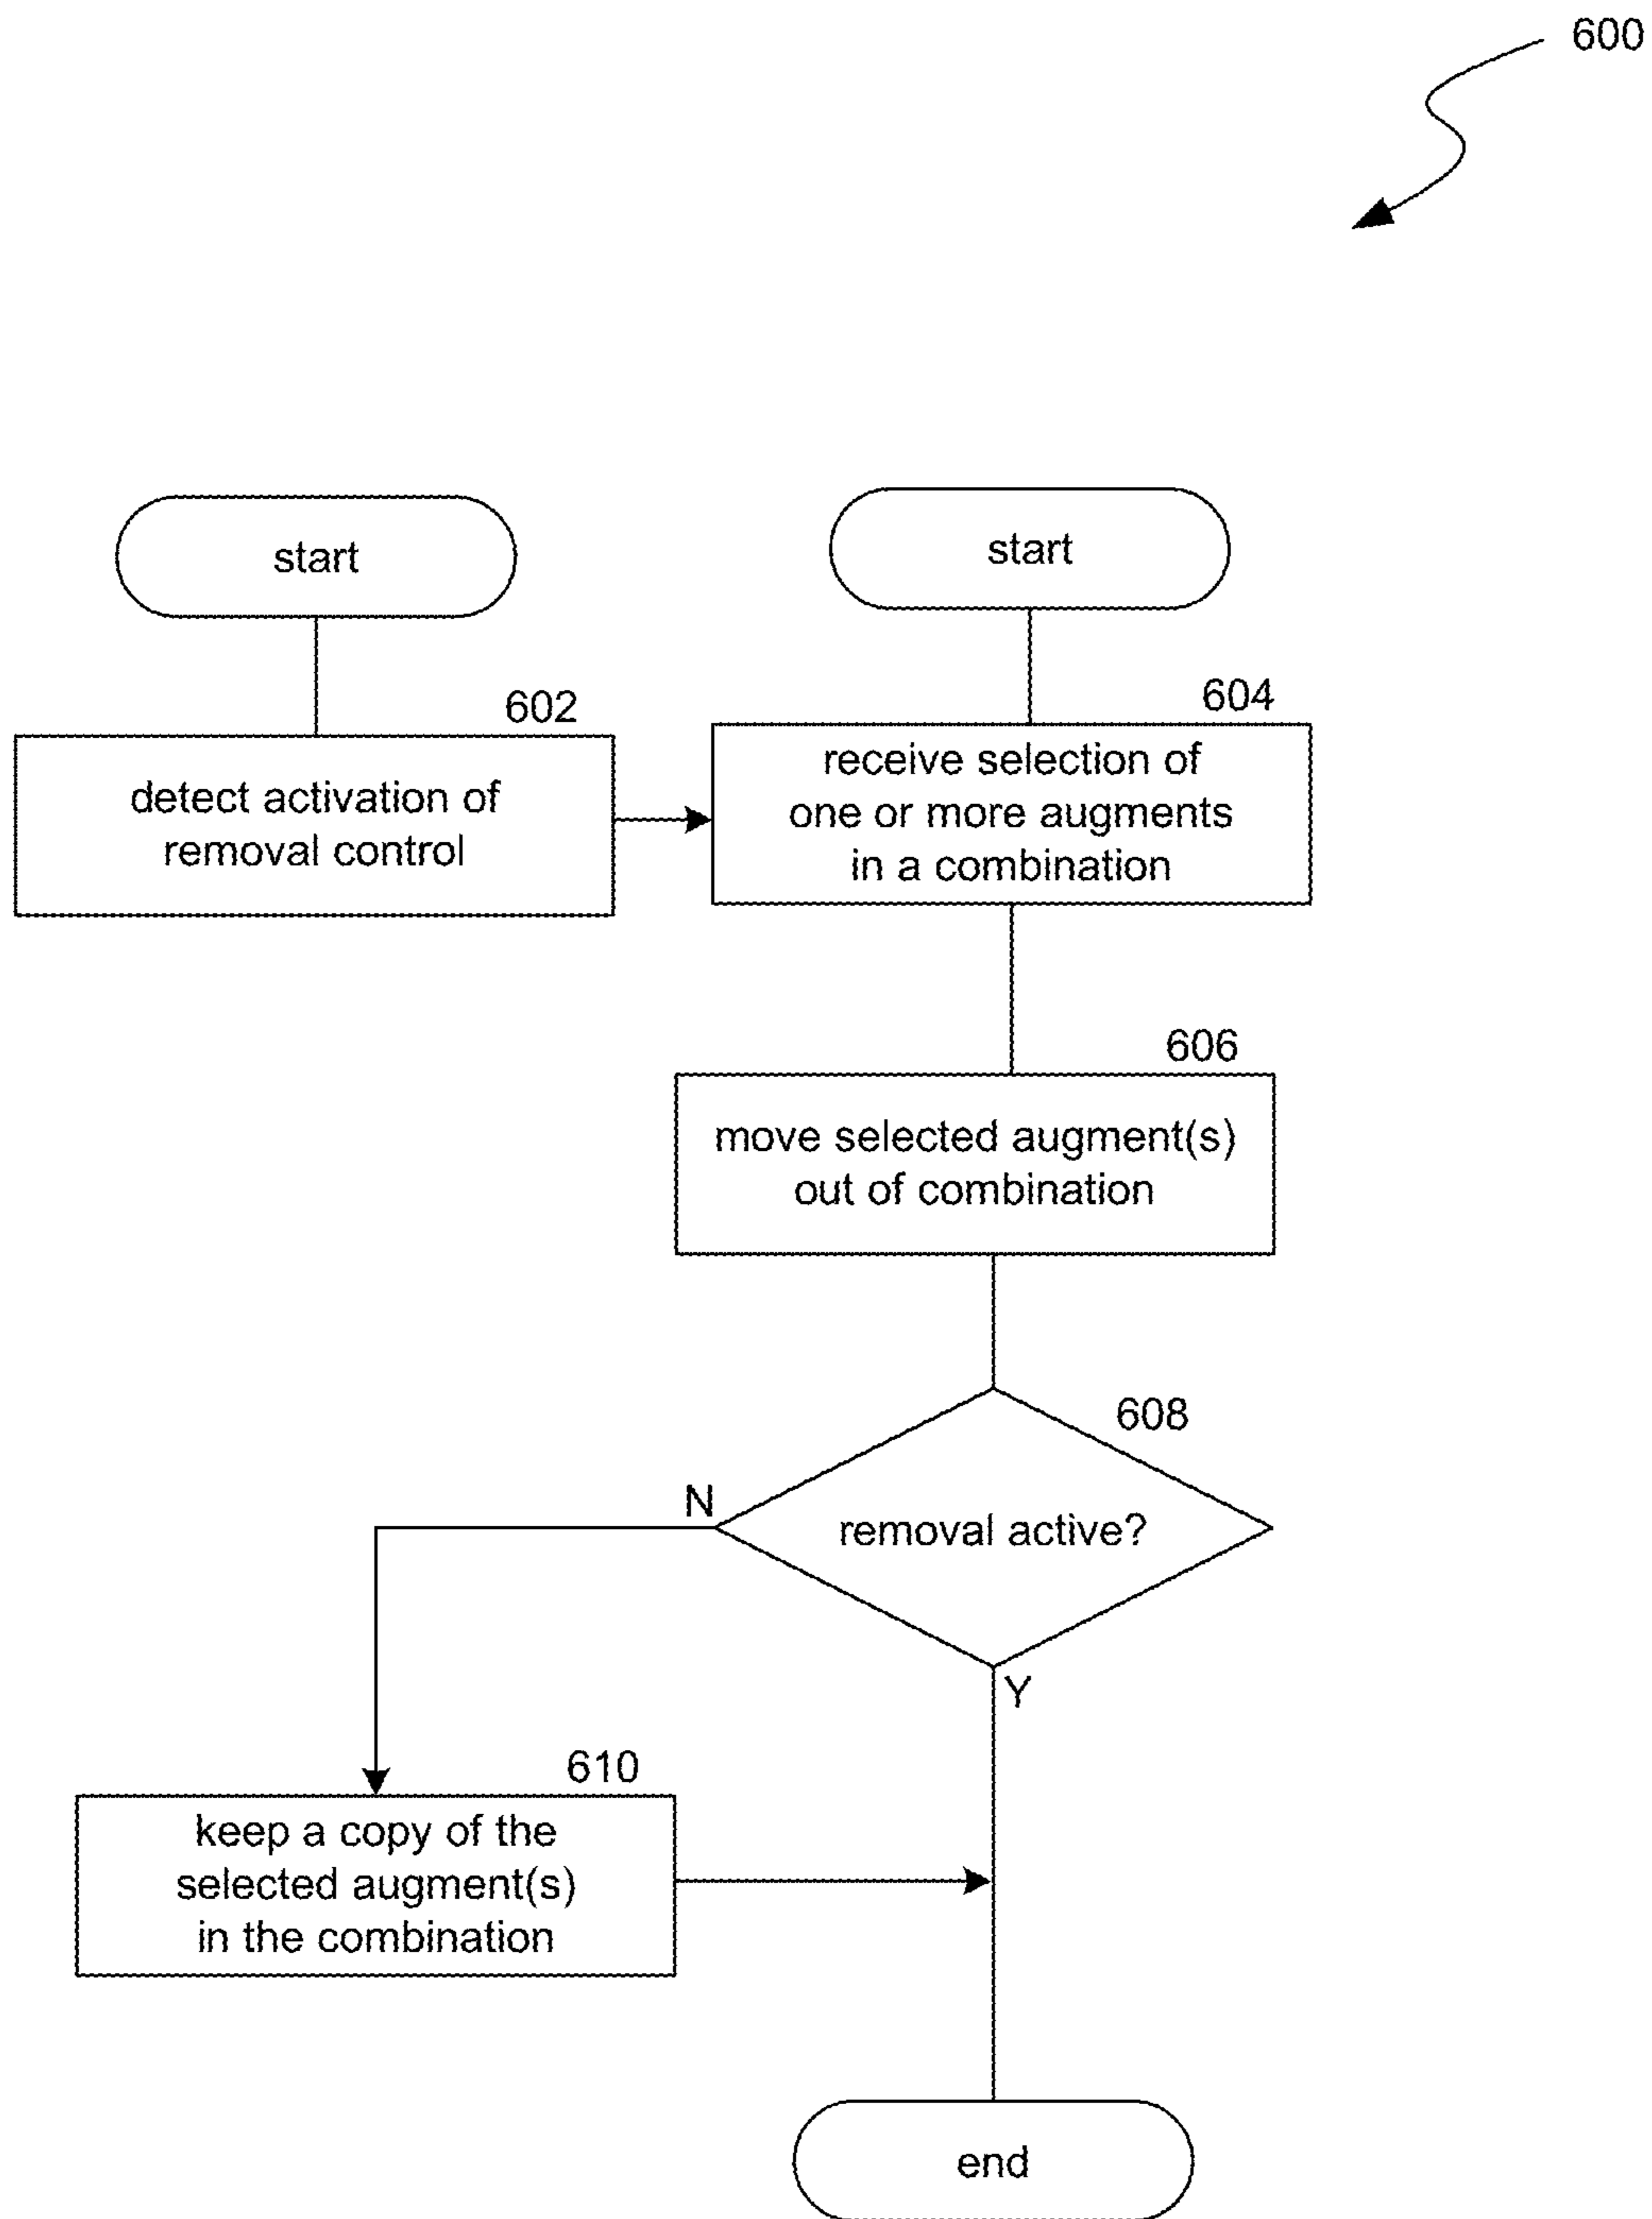 600
start
start
602
detect activation of
removal control
604
receive selection of
one or more augments
in a combination
606
move selected augment(s)
out of combination
608
removal active?
N
Y
610
keep a copy of the
selected augment(s)
in the combination
end